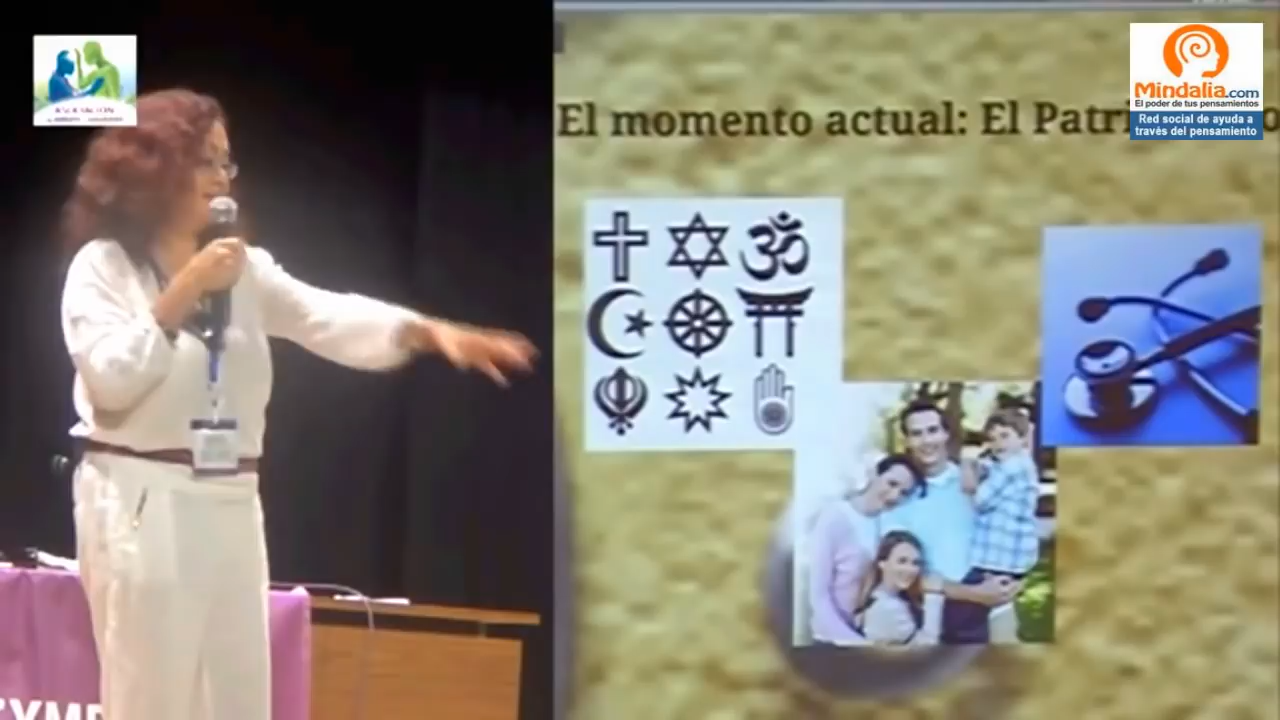 Mindalia.com
El poder de tus pensamientos
Red social de ayuda a
través del pensamiento
El momento actual: El Patri
ASOCIACIÓN